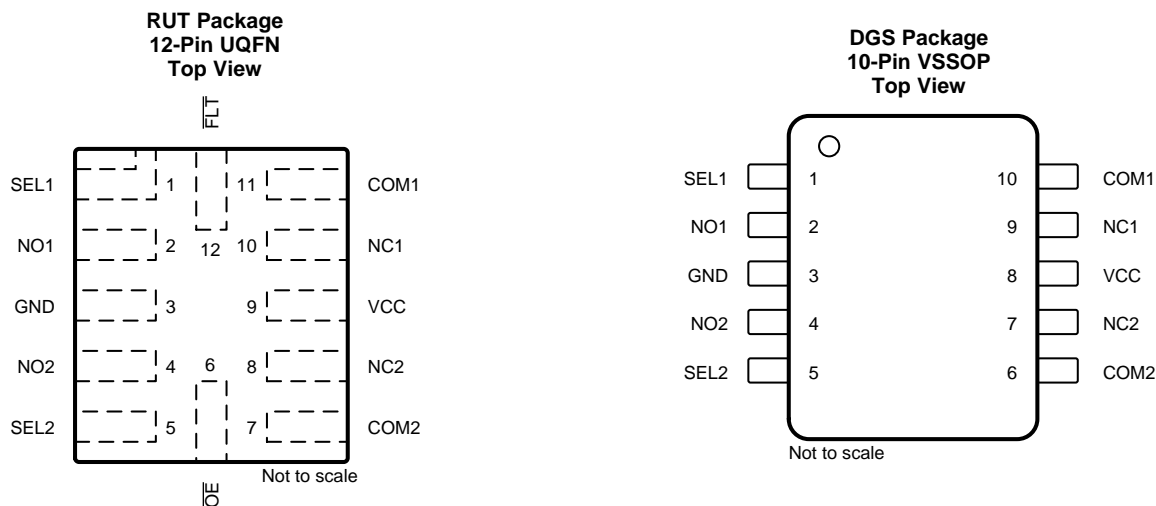 RUT Package
12-Pin UQFN
Top View
FLT
SEL1 1 11 COM1
NO1 2 12 10 NC1
GND 3 9 VCC
NO2 4 6 8 NC2
SEL2 5 7 COM2
Not to scale
OE
DGS Package
10-Pin VSSOP
Top View
SEL1 1 10 COM1
NO1 2 9 NC1
GND 3 8 VCC
NO2 4 7 NC2
SEL2 5 6 COM2
Not to scale